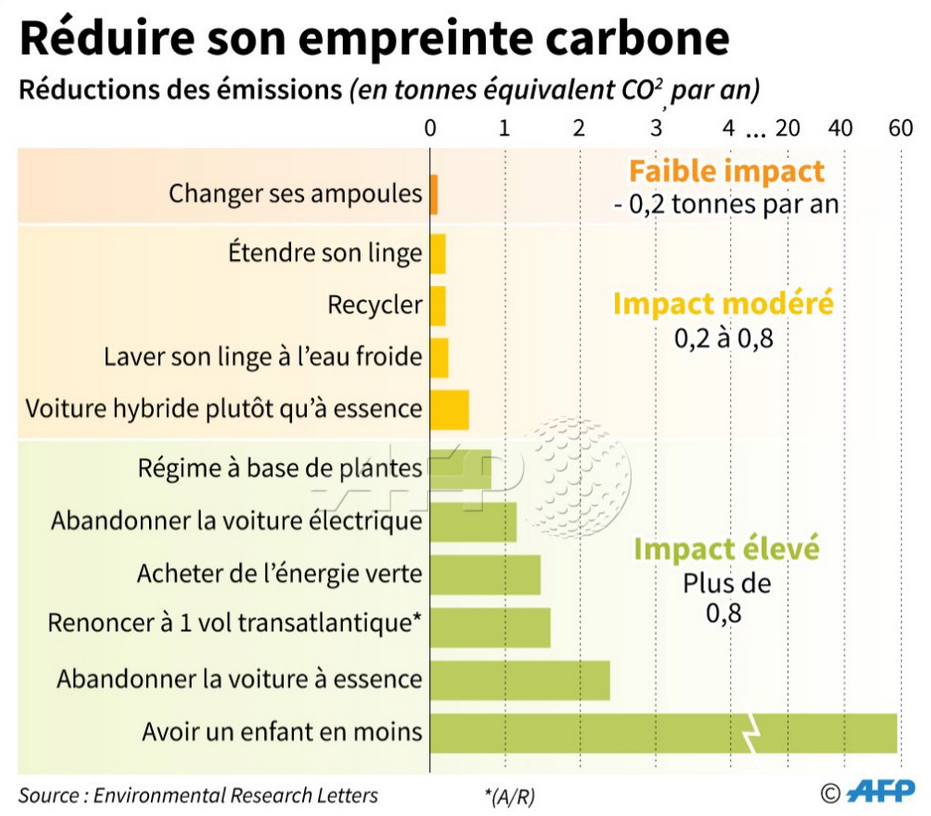 Réduire son empreinte carbone
Réductions des émissions (en tonnes équivalent CO², par an)
0 1 2 3 4 ... 20 40 60
Faible impact
Changer ses ampoules
- 0,2 tonnes par an
Étendre son linge
Recycler
Impact modéré
0,2 à 0,8
Laver son linge à l'eau froide
Voiture hybride plutôt qu'à essence
Régime à base de plantes
AFP
Abandonner la voiture électrique
Impact élevé
Acheter de l'énergie verte
Plus de
0,8
Renoncer à 1 vol transatlantique*
Abandonner la voiture à essence
Avoir un enfant en moins
Source : Environmental Research Letters
*(A/R)
© AFP